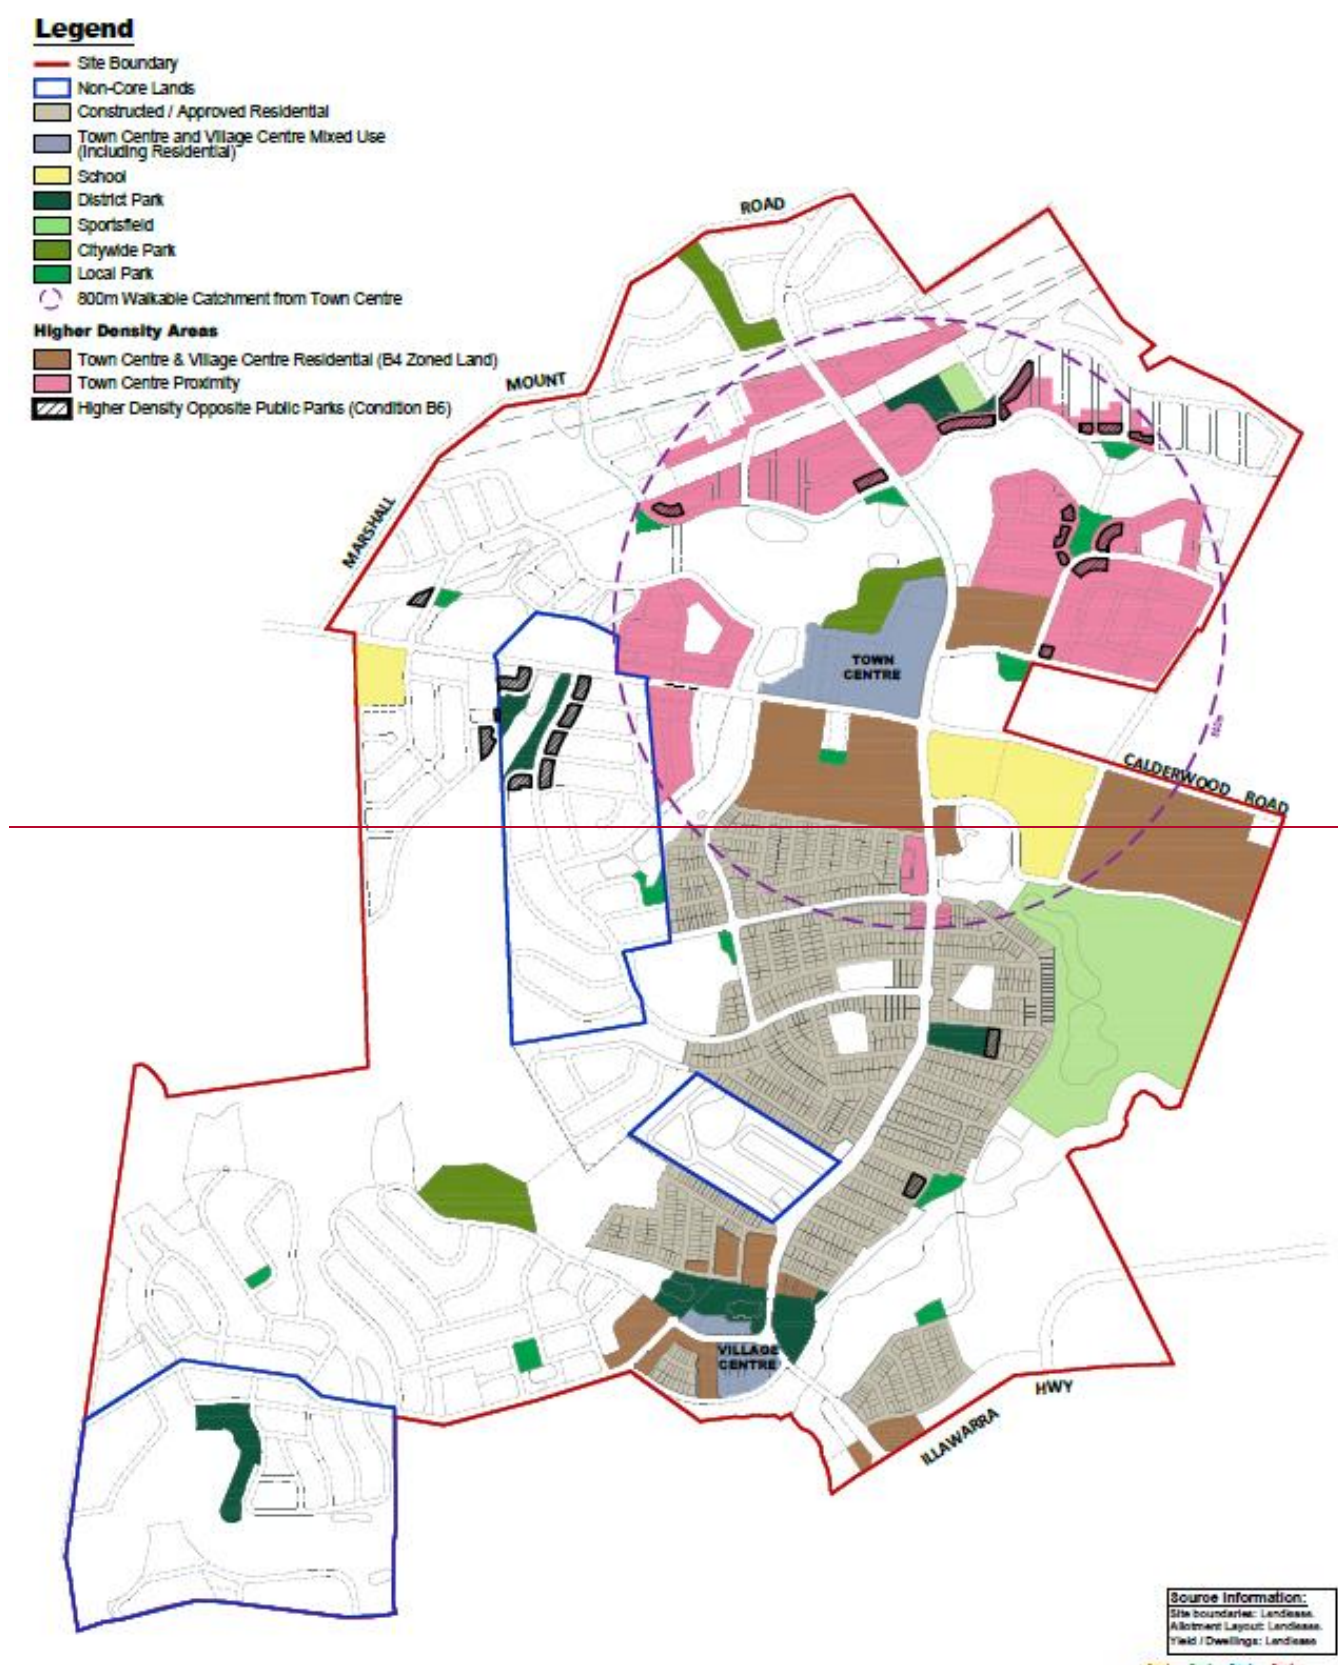 Legend
Site Boundary
Non-Core Lands
Constructed / Approved Residential
Town Centre and Village Centre Mixed Use
(Including Residential)
School
District Park
Sportsfield
Citywide Park
Local Park
800m Walkable Catchment from Town Centre
Higher Density Areas
Town Centre & Village Centre Residential (B4 Zoned Land)
Town Centre Proximity
Higher Density Opposite Public Parks (Condition B6)
ROAD
MOUNT
MARSHALL
TOWN
CENTRE
CALDERWOOD ROAD
VILLAGE
CENTRE
HWY
ILLAWARRA
Source Information:
Site boundaries: Lendlease.
Allotment Layout: Lendlease.
Yield / Dwellings: Lendlease